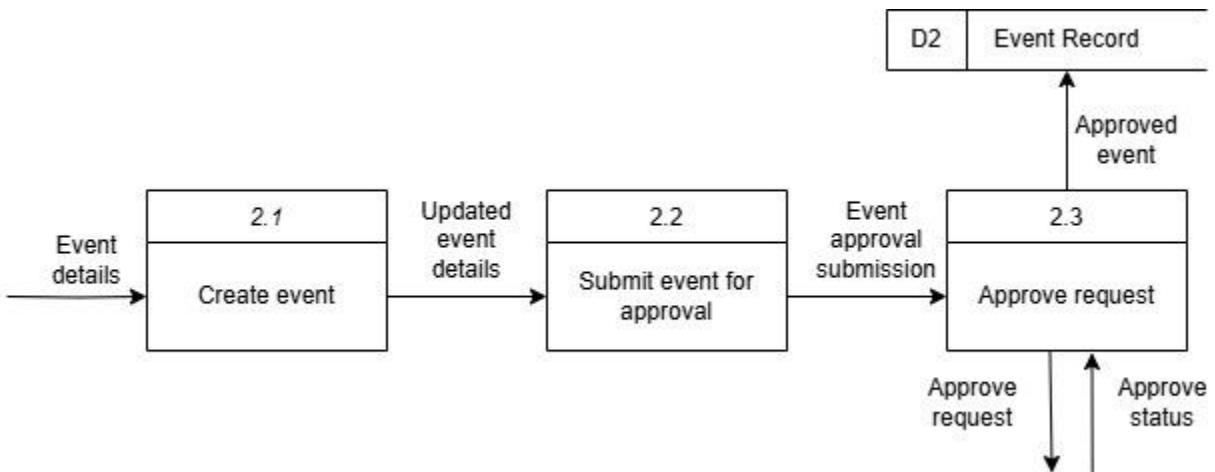 D2
Event Record
Approved
event
2.1
Updated
event
details
2.2
Event
approval
submission
2.3
Event
details
Create event
Submit event for
approval
Approve request
Approve
request
Approve
status